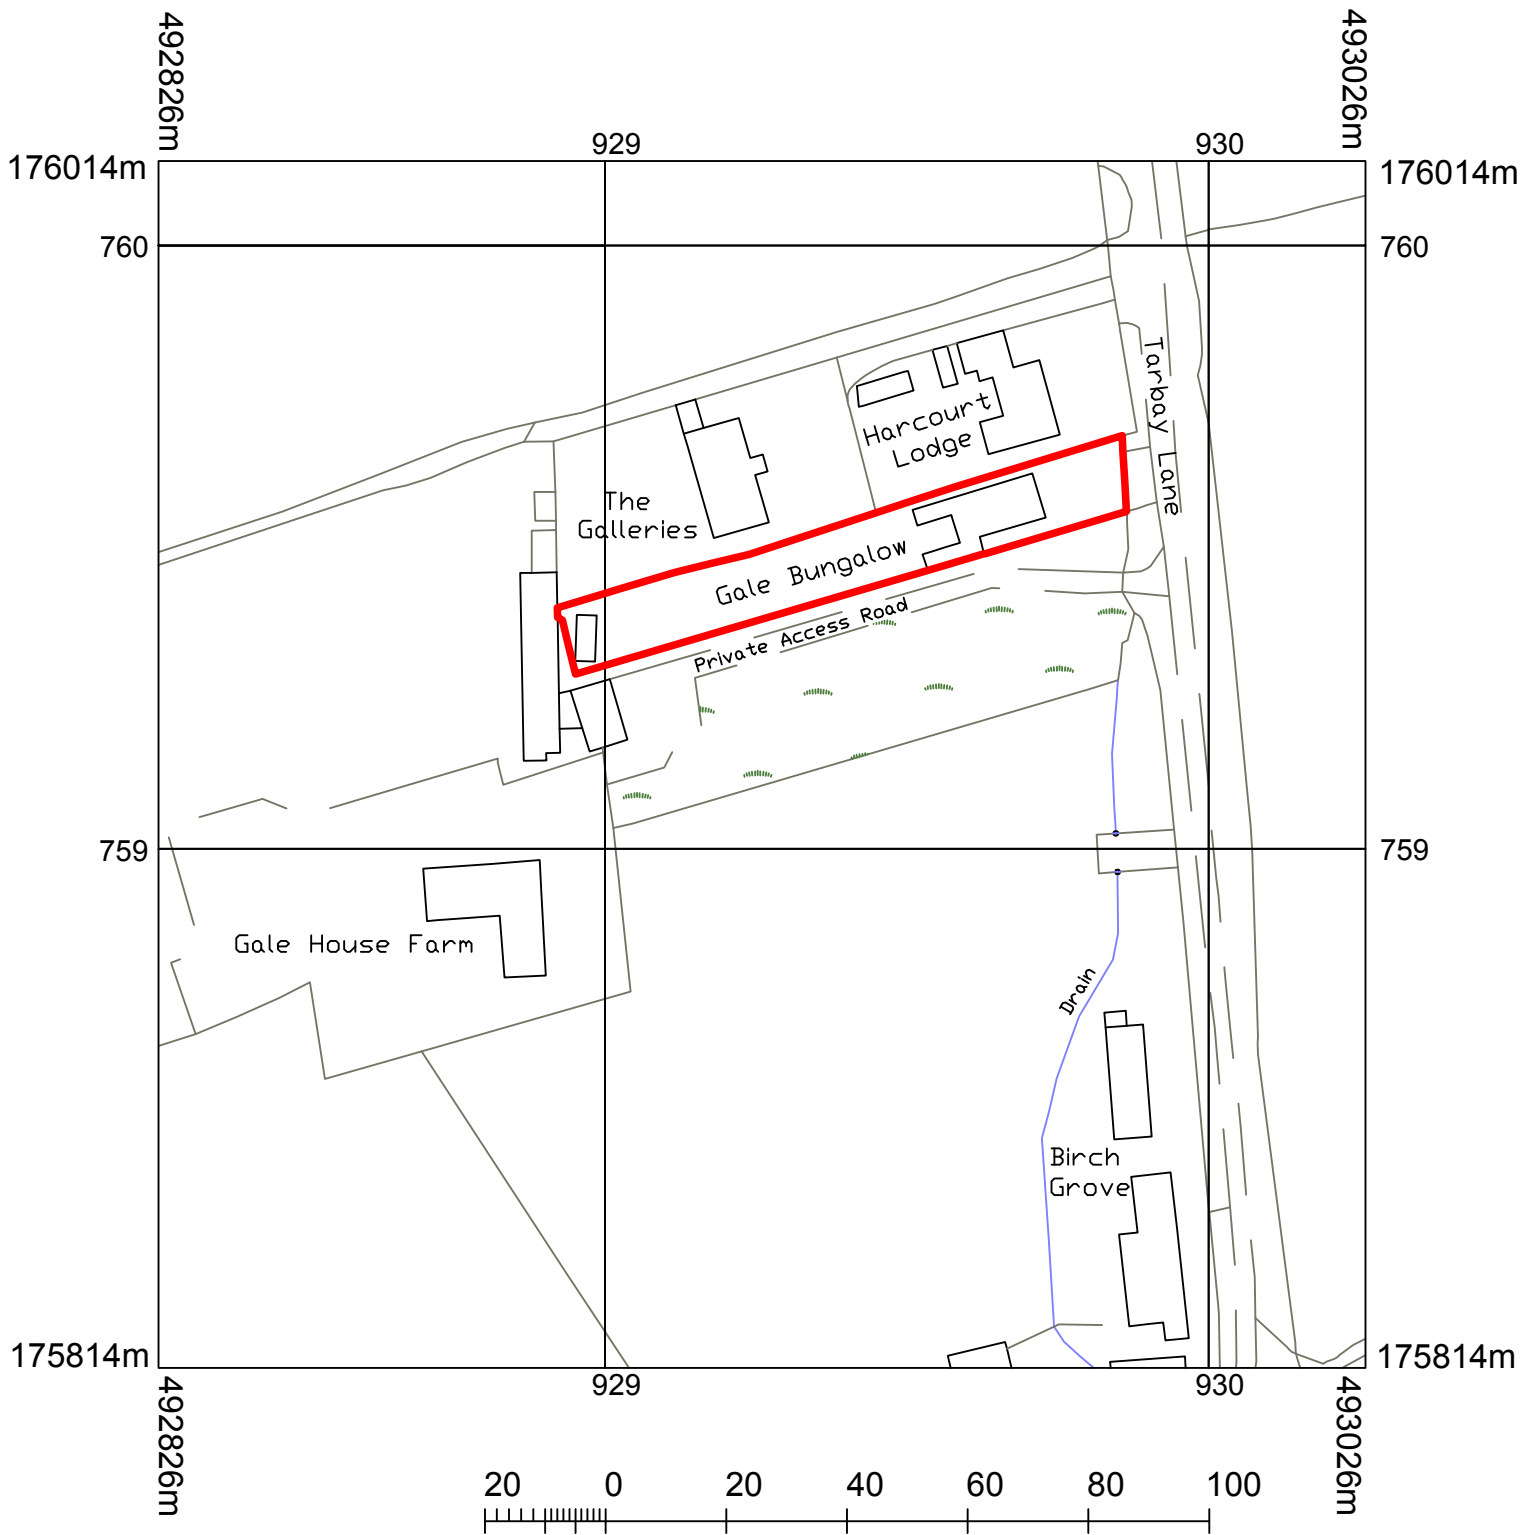 492826m
493026m
929
930
176014m
176014m
760
760
Tarbay Lane
Harcourt
Lodge
The
Galleries
Gale Bungalow
Private Access Road
759
759
Gale House Farm
Drain
Birch
Grove
175814m
175814m
929
930
492826m
493026m
20 0 20 40 60 80 100